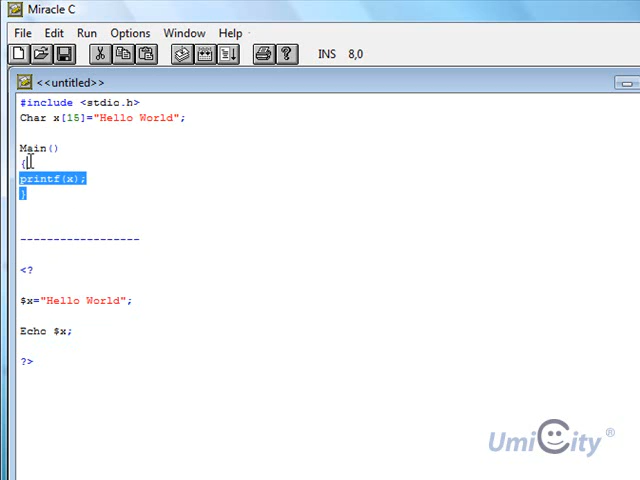 Miracle C
File Edit Run Options Window Help
INS 8,0
<<untitled>>
#include <stdio.h>
Char x[15]="Hello World";
Main()
{
printf(x);
}
------------------
<?
$x="Hello World";
Echo $x;
?>
UmiCity ®